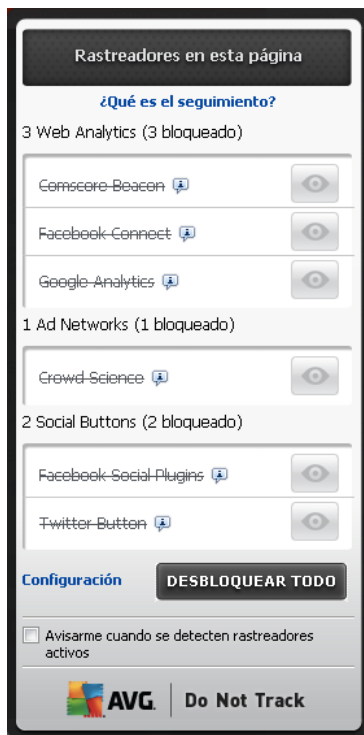 Rastreadores en esta página
¿Qué es el seguimiento?
3 Web Analytics (3 bloqueado)
Comscore Beacon
Facebook Connect
Google Analytics
1 Ad Networks (1 bloqueado)
Crowd Science
2 Social Buttons (2 bloqueado)
Facebook Social Plugins
Twitter Button
Configuración DESBLOQUEAR TODO
Avisarme cuando se detecten rastreadores
activos
AVG. Do Not Track